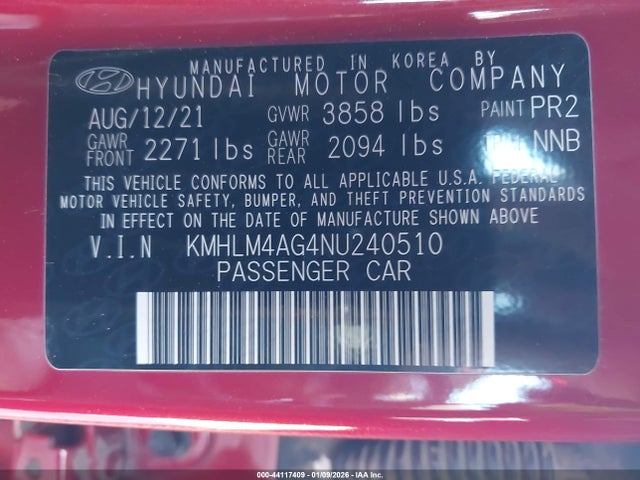 MANUFACTURED IN KOREA BY
HYUNDAI MOTOR COMPANY
AUG/12/21 GVWR 3858 lbs PAINT PR2
GAWR FRONT 2271 lbs GAWR REAR 2094 lbs NNB
THIS VEHICLE CONFORMS TO ALL APPLICABLE U.S.A. FEDERAL
MOTOR VEHICLE SAFETY, BUMPER, AND THEFT PREVENTION STANDARDS
IN EFFECT ON THE DATE OF MANUFACTURE SHOWN ABOVE
V.I.N KMHLM4AG4NU240510
PASSENGER CAR
000-44117409 - 01/09/2026 - IAA Inc.